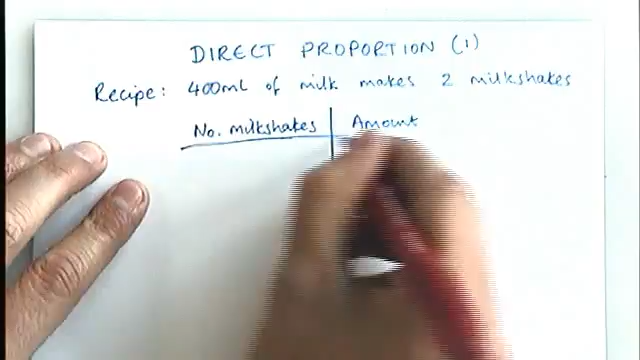 DIRECT PROPORTION (1)
Recipe: 400mL of milk makes 2 milkshakes
No. milkshakes | Amount